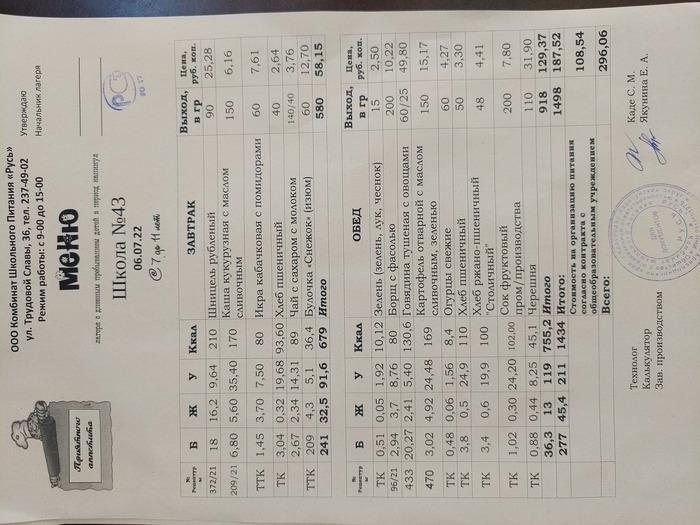 ООО Комбинат Школьного Питания «Русь»
ул. Трудовой Славы, 36, тел. 237-49-02
Режим работы: с 9-00 до 15-00
Приятного аппетита
Утверждаю
Начальник лагеря
Меню
лагеря с дневным пребыванием детей в период каникул
Школа №43
06.07.22
С 7 до 11 лет
№ Рецептуры Б Ж У Ккал ЗАВТРАК Выход, в гр Цена, руб. коп.
372/21 18 16,2 9,64 210 Шницель рубленый 90 25,28
209/21 6,80 5,60 35,40 170 Каша кукурузная с маслом сливочным 150 6,16
ТТК 1,45 3,70 7,50 80 Икра кабачковая с помидорами 60 7,61
ТК 3,04 0,32 19,68 93,60 Хлеб пшеничный 40 2,64
ТК 2,67 2,34 14,31 89 Чай с сахаром с молоком 140/40 3,76
ТТК 209 4,3 5,1 36,4 Булочка «Снежок» (изюм) 60 12,70
241 32,5 91,6 679 Итого 580 58,15
№ Рецептуры Б Ж У Ккал ОБЕД Выход, в гр Цена, руб. коп.
ТК 0,51 0,05 1,92 10,12 Зелень (зелень, лук, чеснок) 15 2,50
96/21 2,94 3,7 8,76 80 Борщ с фасолью 200 10,22
433 20,27 2,41 5,40 130,6 Говядина тушеная с овощами 60/25 49,80
470 3,02 4,92 24,48 169 Картофель отварной с маслом сливочным, зеленью 150 15,17
ТК 0,48 0,06 1,56 8,4 Огурцы свежие 60 4,27
ТК 3,8 0,5 24,9 110 Хлеб пшеничный 50 3,30
ТК 3,4 0,6 19,9 100 Хлеб ржано-пшеничный "Столичный" 48 4,41
ТК 1,02 0,30 24,20 102,00 Сок фруктовый пром/производства 200 7,80
ТК 0,88 0,44 8,25 45,1 Черешня 110 31,90
36,3 13 119 755,2 Итого 918 129,37
277 45,4 211 1434 Итого: 1498 187,52
Стоимость на организацию питания согласно контракта с общеобразовательным учреждением 108,54
Всего: 296,06
Технолог
Калькулятор Каде С. М.
Зав. производством Якунина Е. А.